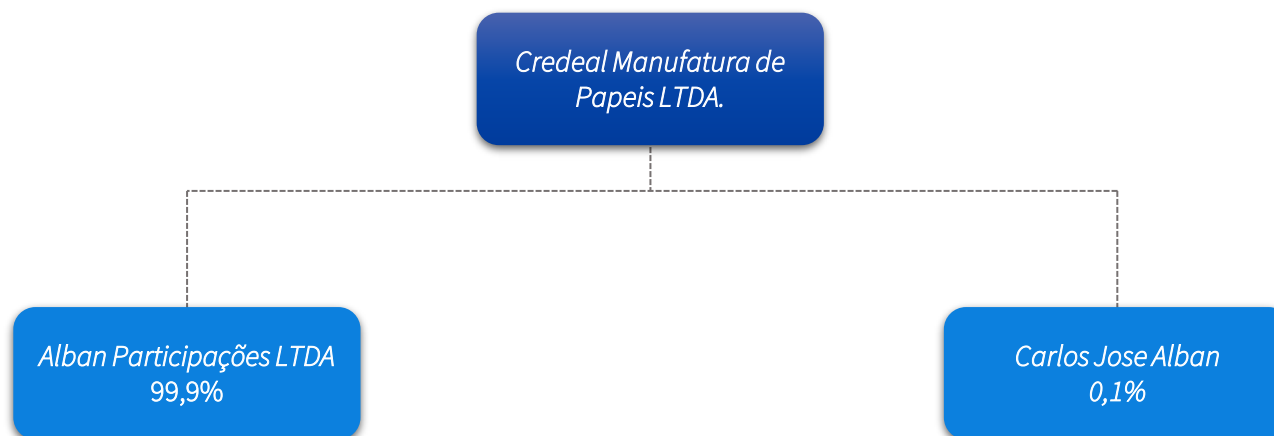 Credeal Manufatura de
Papeis LTDA.
Alban Participações LTDA
99,9%
Carlos Jose Alban
0,1%